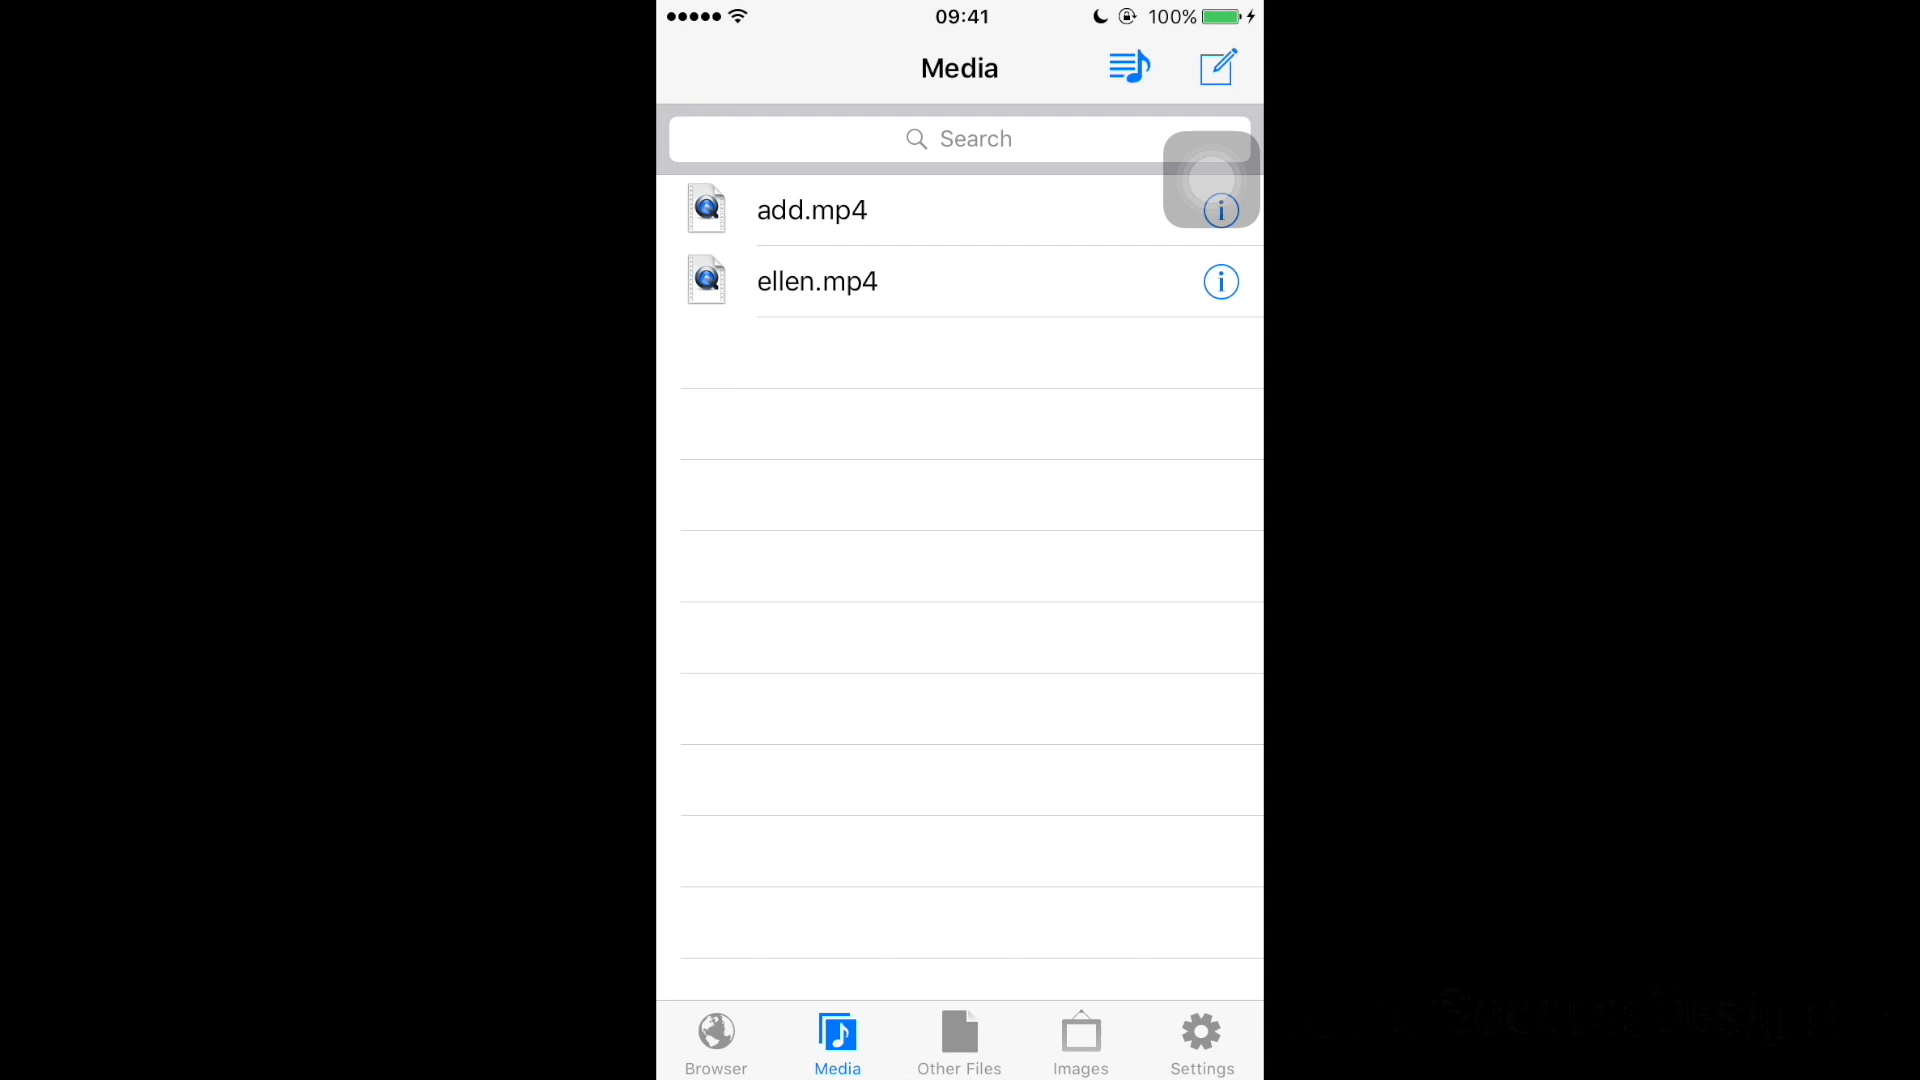 09:41 100%
Media
Search
add.mp4
ellen.mp4
Browser Media Other Files Images Settings